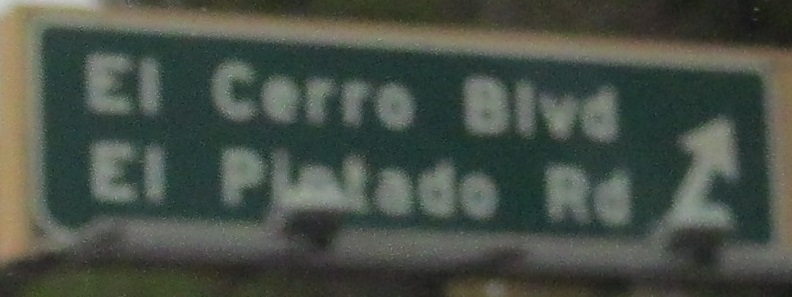 El Cerro Blvd
El Pintado Rd